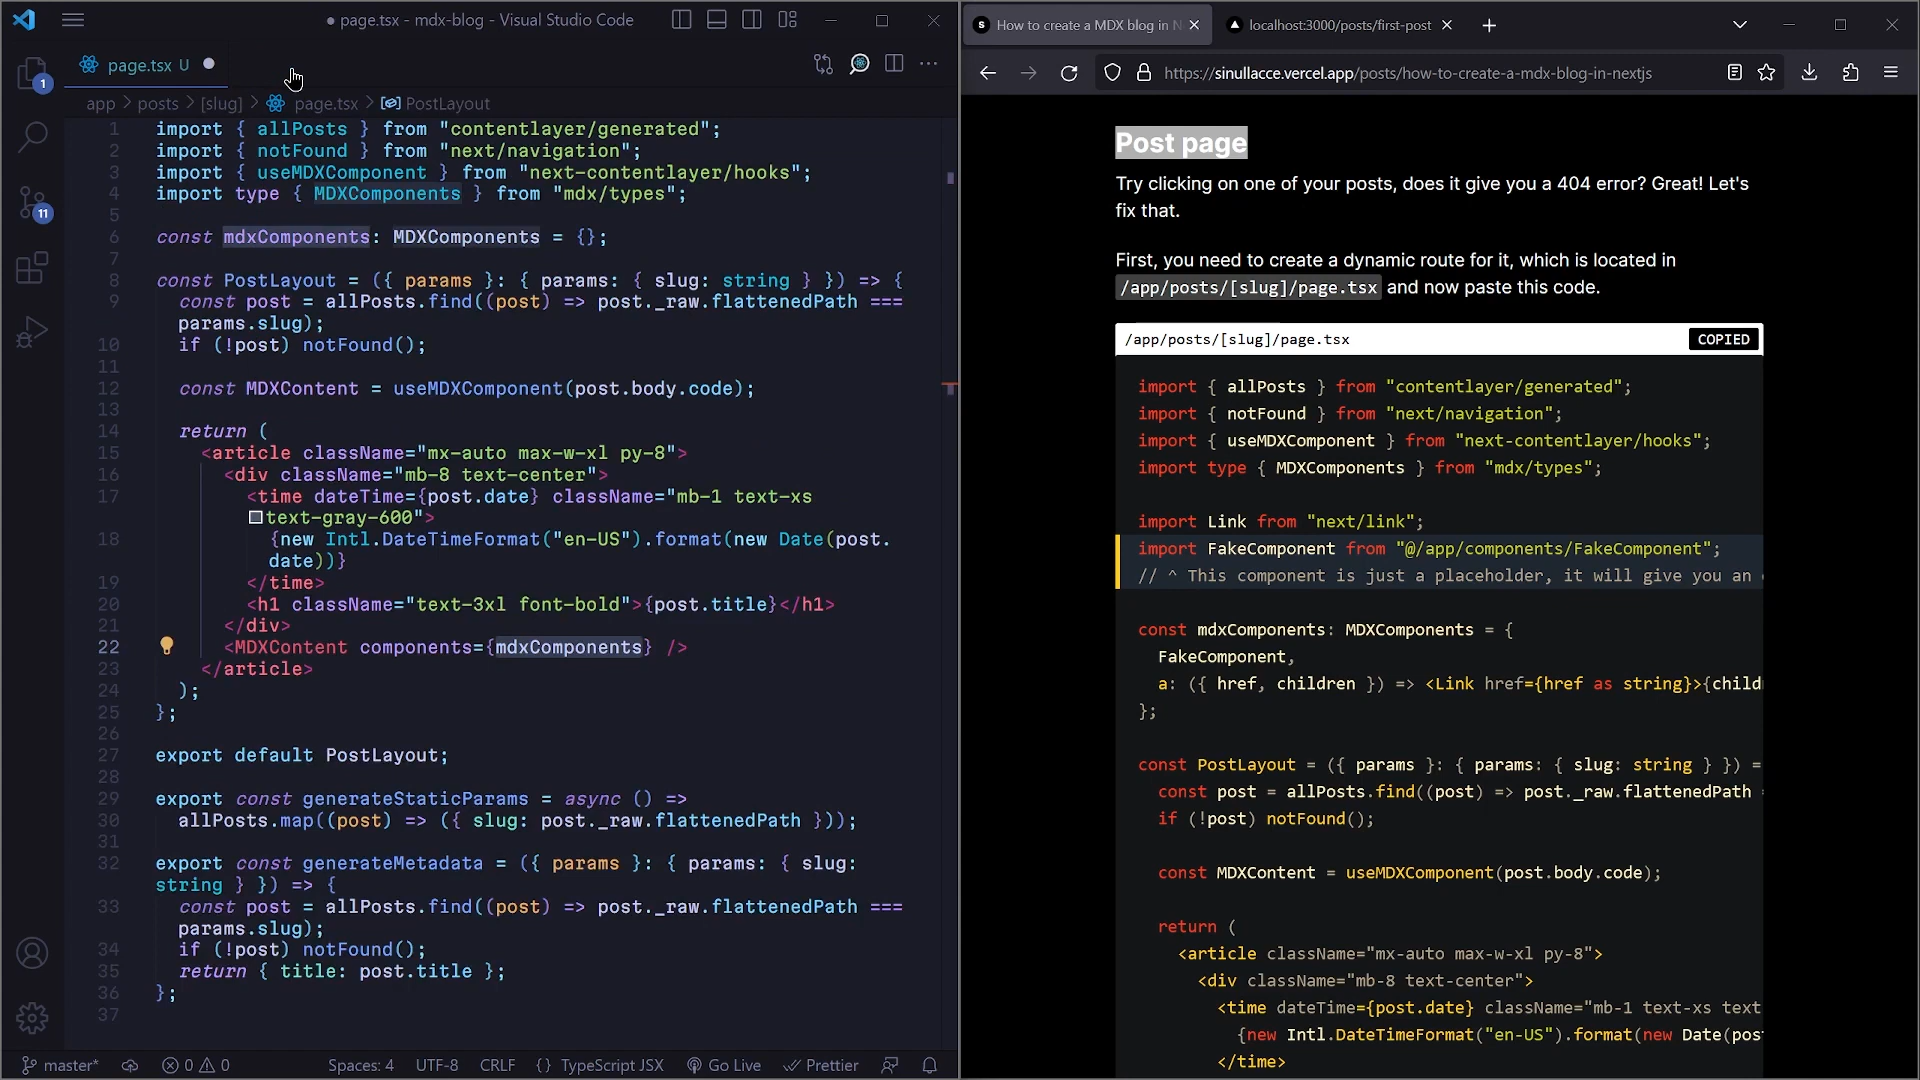 page.tsx - mdx-blog - Visual Studio Code
page.tsx U
1
11
app > posts > [slug] > page.tsx > PostLayout
1 import { allPosts } from "contentlayer/generated";
2 import { notFound } from "next/navigation";
3 import { useMDXComponent } from "next-contentlayer/hooks";
4 import type { MDXComponents } from "mdx/types";
5
6 const mdxComponents: MDXComponents = {};
7
8 const PostLayout = ({ params }: { params: { slug: string } }) => {
9 const post = allPosts.find((post) => post._raw.flattenedPath ===
params.slug);
10 if (!post) notFound();
11
12 const MDXContent = useMDXComponent(post.body.code);
13
14 return (
15 <article className="mx-auto max-w-xl py-8">
16 <div className="mb-8 text-center">
17 <time dateTime={post.date} className="mb-1 text-xs
text-gray-600">
18 {new Intl.DateTimeFormat("en-US").format(new Date(post.
date))}
19 </time>
20 <h1 className="text-3xl font-bold">{post.title}</h1>
21 </div>
22 <MDXContent components={mdxComponents} />
23 </article>
24 );
25 };
26
27 export default PostLayout;
28
29 export const generateStaticParams = async () =>
30 allPosts.map((post) => ({ slug: post._raw.flattenedPath }));
31
32 export const generateMetadata = ({ params }: { params: { slug:
string } }) => {
33 const post = allPosts.find((post) => post._raw.flattenedPath ===
params.slug);
34 if (!post) notFound();
35 return { title: post.title };
36 };
37
master* 0 0 Spaces: 4 UTF-8 CRLF {} TypeScript JSX Go Live Prettier
How to create a MDX blog in N
localhost:3000/posts/first-post
https://sinullacce.vercel.app/posts/how-to-create-a-mdx-blog-in-nextjs
Post page
Try clicking on one of your posts, does it give you a 404 error? Great! Let's
fix that.
First, you need to create a dynamic route for it, which is located in
/app/posts/[slug]/page.tsx and now paste this code.
/app/posts/[slug]/page.tsx COPIED
import { allPosts } from "contentlayer/generated";
import { notFound } from "next/navigation";
import { useMDXComponent } from "next-contentlayer/hooks";
import type { MDXComponents } from "mdx/types";
import Link from "next/link";
import FakeComponent from "@/app/components/FakeComponent";
// ^ This component is just a placeholder, it will give you an
const mdxComponents: MDXComponents = {
FakeComponent,
a: ({ href, children }) => <Link href={href as string}>{child
};
const PostLayout = ({ params }: { params: { slug: string } }) =
const post = allPosts.find((post) => post._raw.flattenedPath =
if (!post) notFound();
const MDXContent = useMDXComponent(post.body.code);
return (
<article className="mx-auto max-w-xl py-8">
<div className="mb-8 text-center">
<time dateTime={post.date} className="mb-1 text-xs text
{new Intl.DateTimeFormat("en-US").format(new Date(pos
</time>